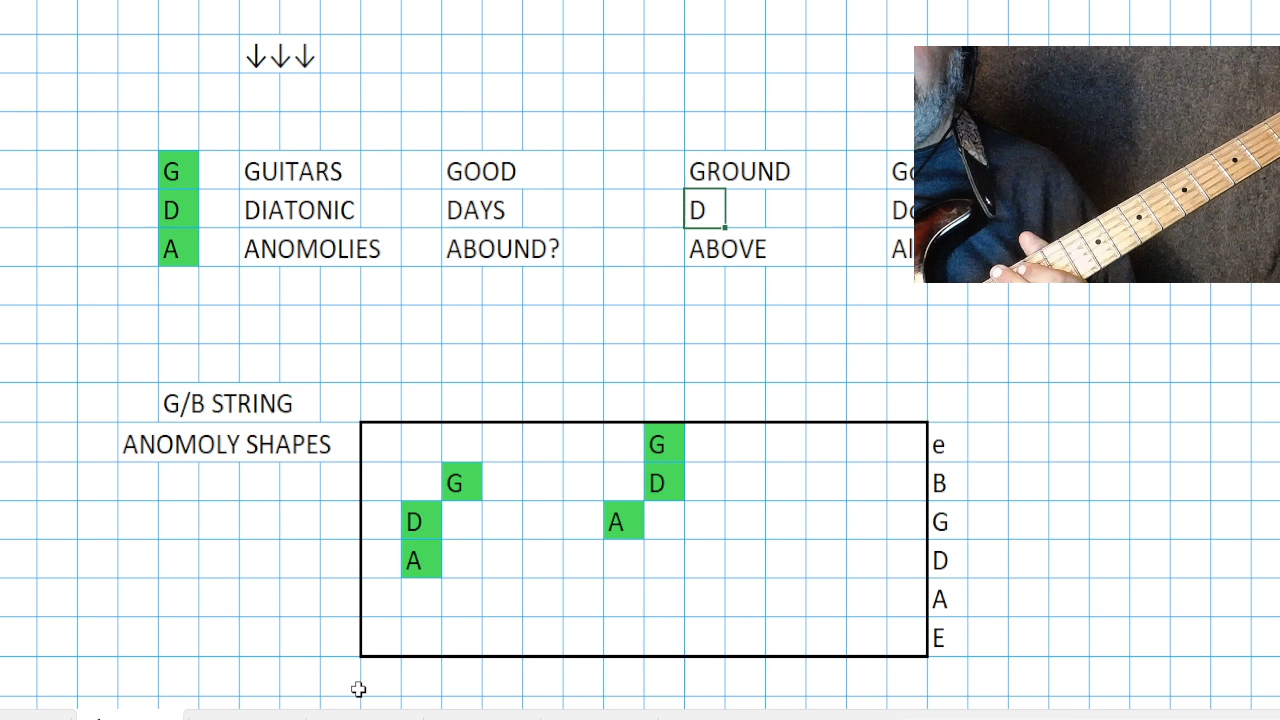 ↓↓↓
G GUITARS GOOD GROUND
D DIATONIC DAYS D
A ANOMOLIES ABOUND? ABOVE
G/B STRING
ANOMOLY SHAPES G e
G D B
D A G
A D
A
E